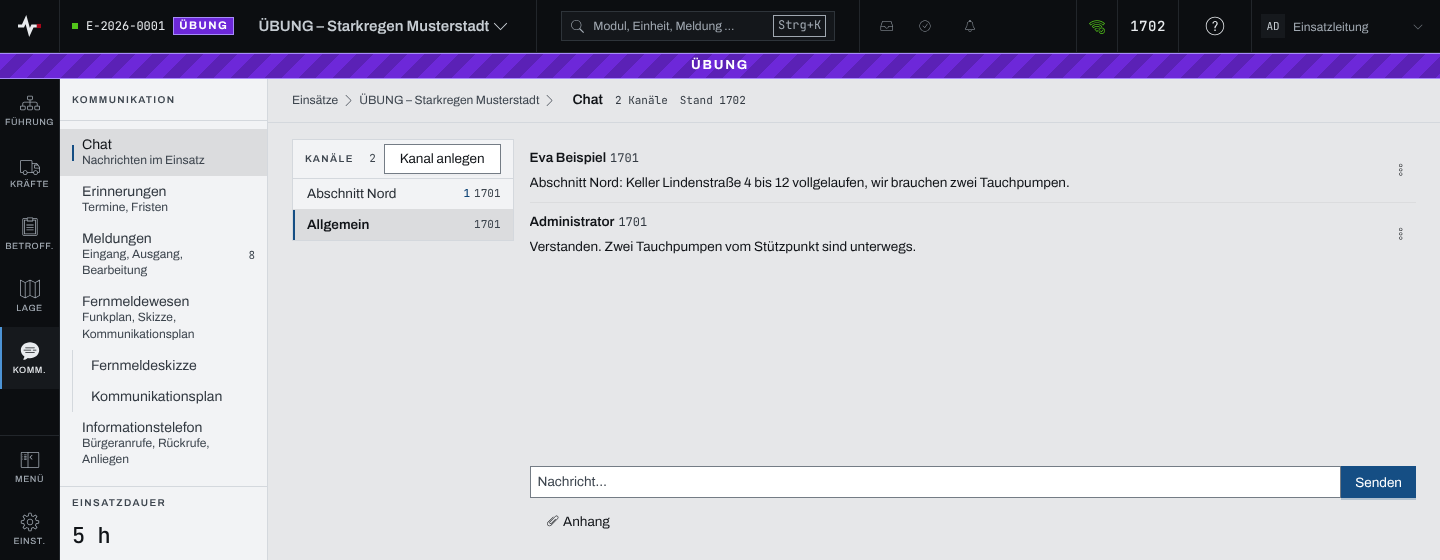 E-2026-0001 ÜBUNG ÜBUNG – Starkregen Musterstadt Modul, Einheit, Meldung ... Strg+K 1702 ? AD Einsatzleitung
ÜBUNG
FÜHRUNG
KRÄFTE
BETROFF.
LAGE
KOMM.
MENÜ
EINST.
KOMMUNIKATION
Chat
Nachrichten im Einsatz
Erinnerungen
Termine, Fristen
Meldungen
Eingang, Ausgang,
Bearbeitung
8
Fernmeldewesen
Funkplan, Skizze,
Kommunikationsplan
Fernmeldeskizze
Kommunikationsplan
Informationstelefon
Bürgeranrufe, Rückrufe,
Anliegen
EINSATZDAUER
5 h
Einsätze ÜBUNG – Starkregen Musterstadt Chat 2 Kanäle Stand 1702
KANÄLE 2 Kanal anlegen
Abschnitt Nord 1 1701
Allgemein 1701
Eva Beispiel 1701
Abschnitt Nord: Keller Lindenstraße 4 bis 12 vollgelaufen, wir brauchen zwei Tauchpumpen.
Administrator 1701
Verstanden. Zwei Tauchpumpen vom Stützpunkt sind unterwegs.
Nachricht... Senden
Anhang